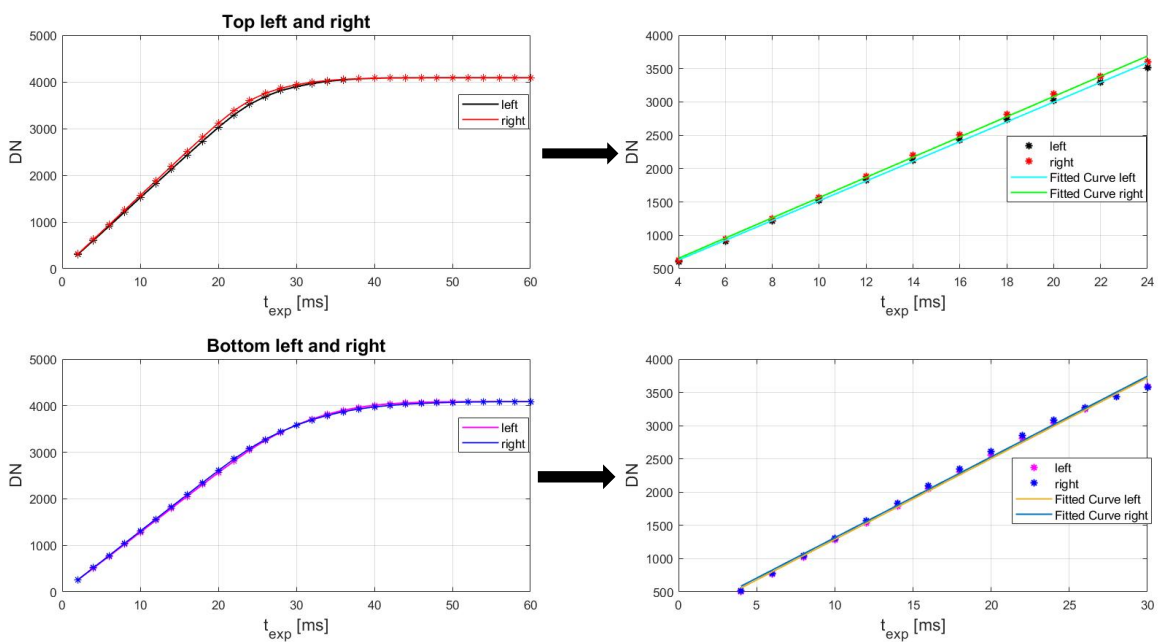 Top left and right
5000
4000
3000
2000
1000
0
DN
0 10 20 30 40 50 60
t_exp [ms]
left
right
4000
3500
3000
2500
2000
1500
1000
500
DN
4 6 8 10 12 14 16 18 20 22 24
t_exp [ms]
left
right
Fitted Curve left
Fitted Curve right
Bottom left and right
5000
4000
3000
2000
1000
0
DN
0 10 20 30 40 50 60
t_exp [ms]
left
right
4000
3500
3000
2500
2000
1500
1000
500
DN
0 5 10 15 20 25 30
t_exp [ms]
left
right
Fitted Curve left
Fitted Curve right